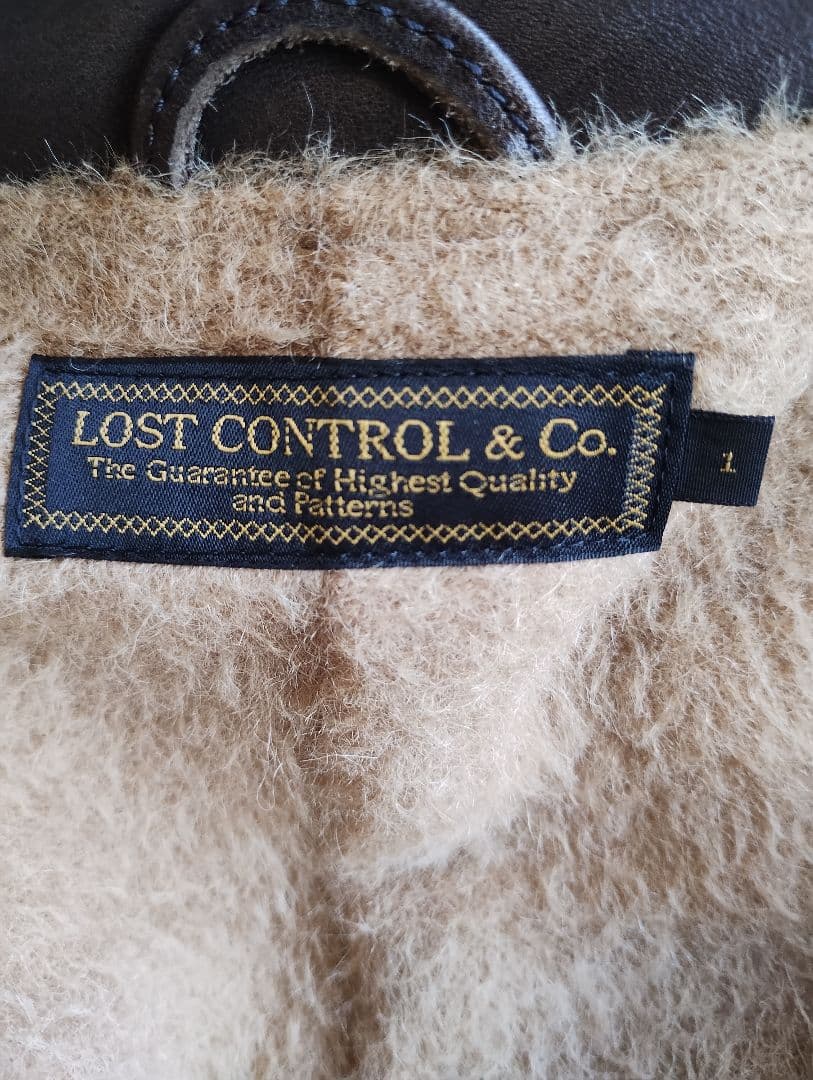 LOST CONTROL & Co.
The Guarantee of Highest Quality
and Patterns
1